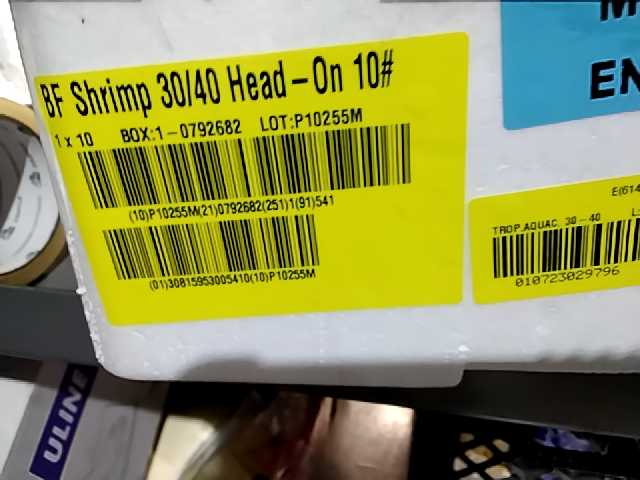 BF Shrimp 30/40 Head-On 10#
1 x 10 BOX:1-0792682 LOT:P10255M
(10)P10255M(21)0792682(251)1(91)541
(01)30815953005410(10)P10255M
EN
E(614
TROP.AQUAC 30-40
010723029796
ULINE